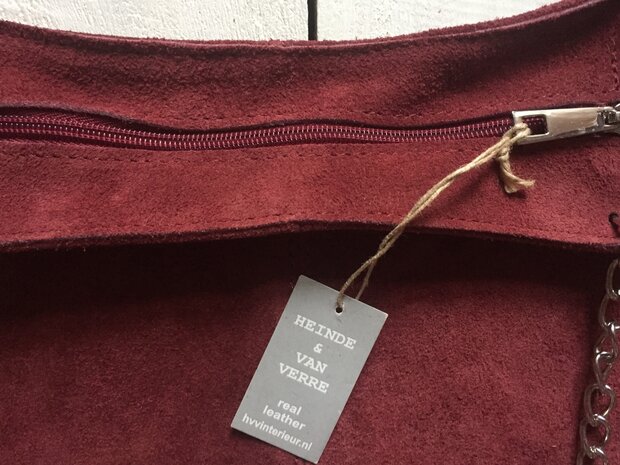 HEINDE
&
VAN
VERRE
real
leather
hvvinterieur.nl